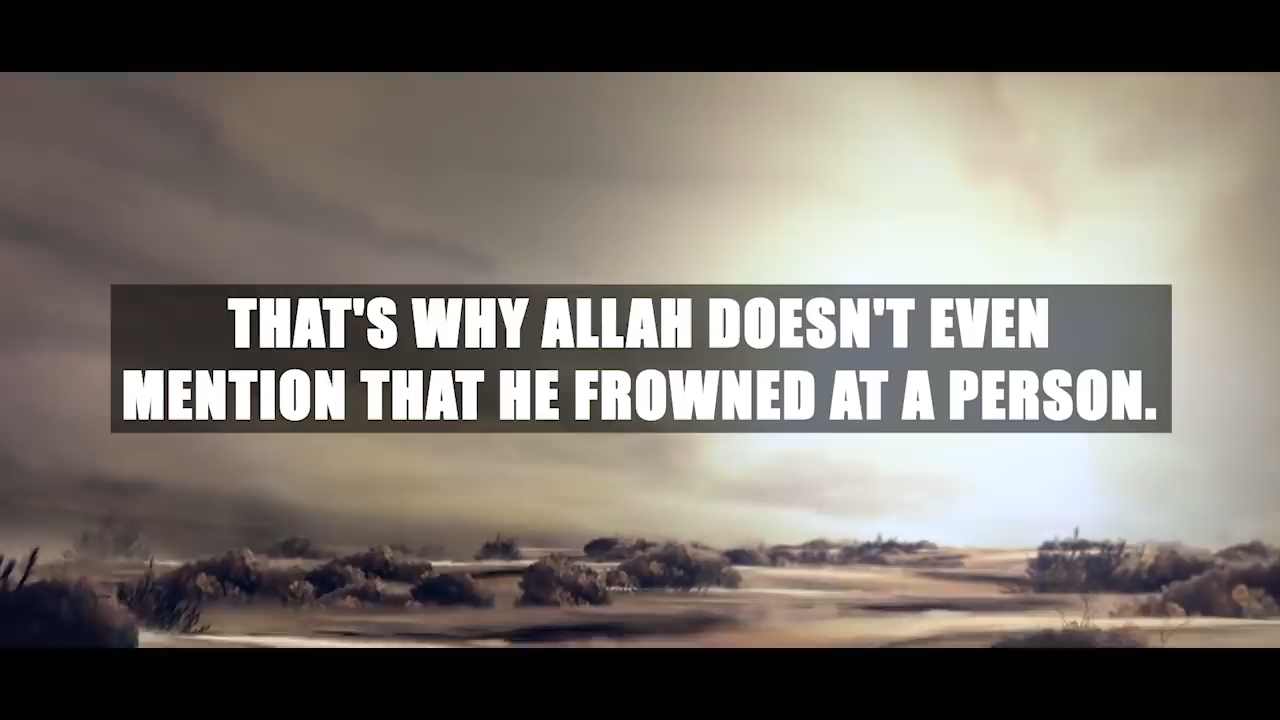 THAT'S WHY ALLAH DOESN'T EVEN
MENTION THAT HE FROWNED AT A PERSON.